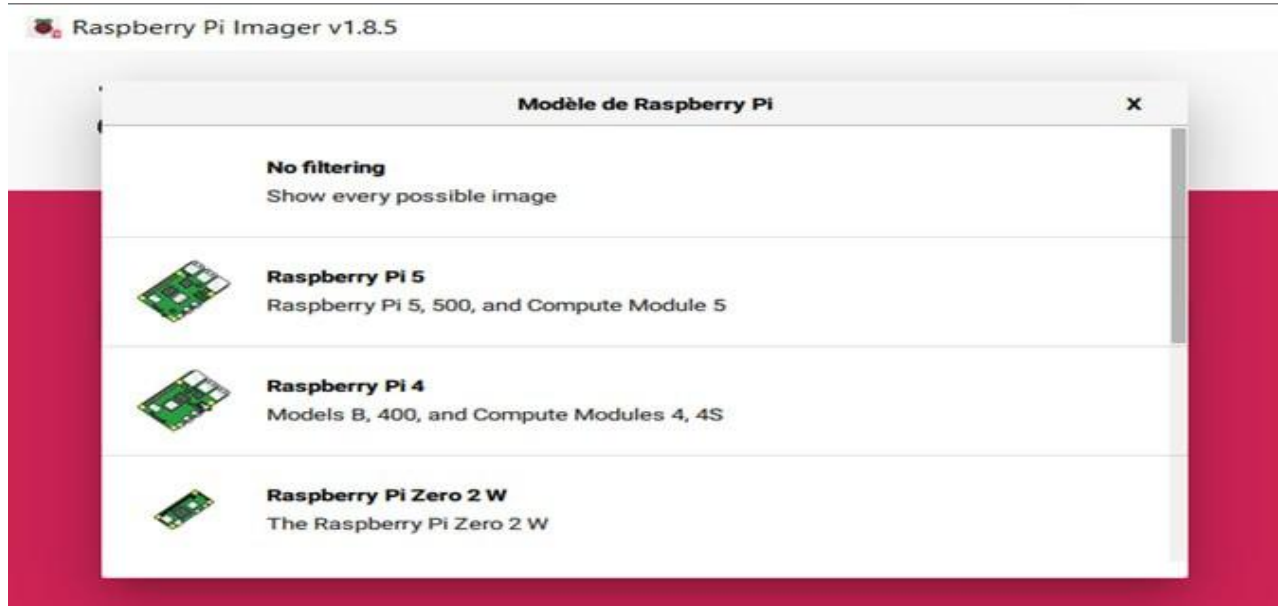 Raspberry Pi Imager v1.8.5
Modèle de Raspberry Pi
x
No filtering
Show every possible image
Raspberry Pi 5
Raspberry Pi 5, 500, and Compute Module 5
Raspberry Pi 4
Models B, 400, and Compute Modules 4, 4S
Raspberry Pi Zero 2 W
The Raspberry Pi Zero 2 W